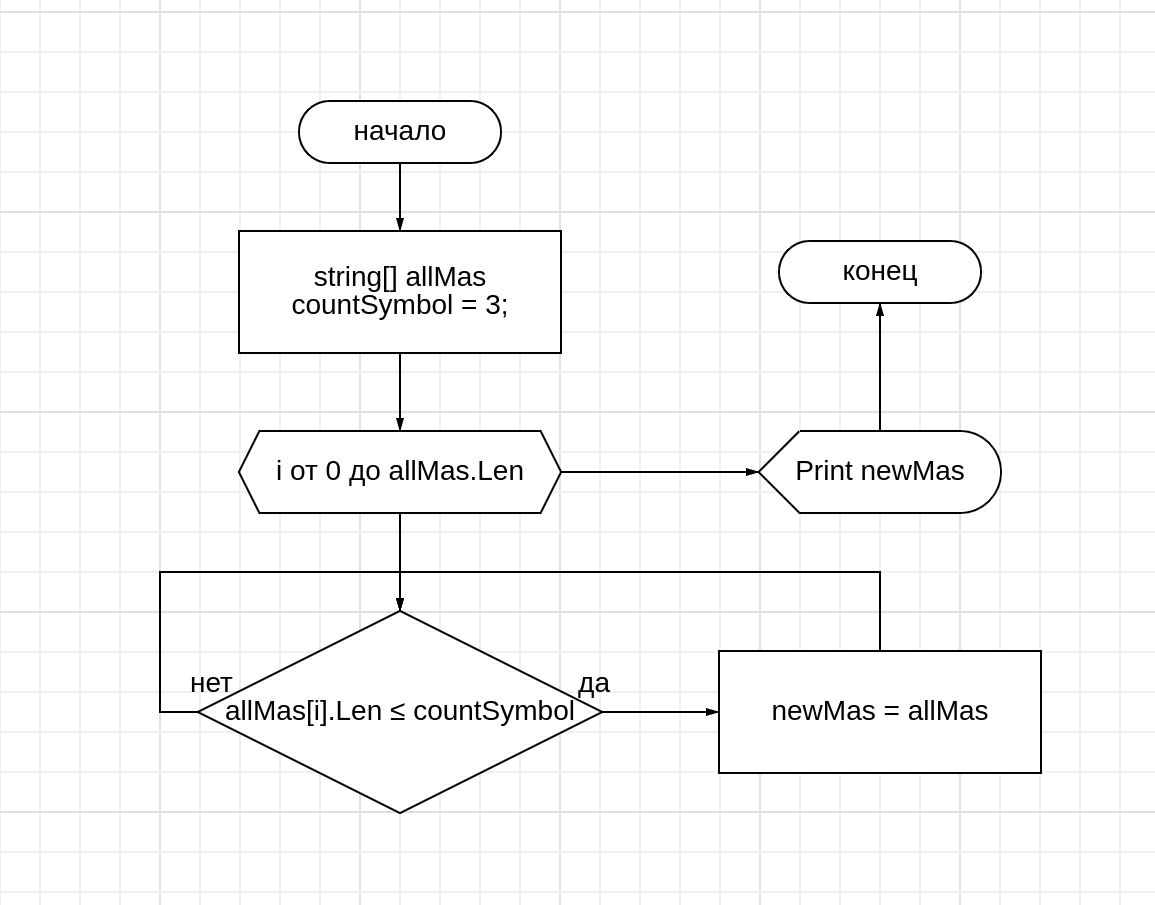 начало
string[] allMas
countSymbol = 3;
конец
i от 0 до allMas.Len
Print newMas
нет
да
allMas[i].Len ≤ countSymbol
newMas = allMas